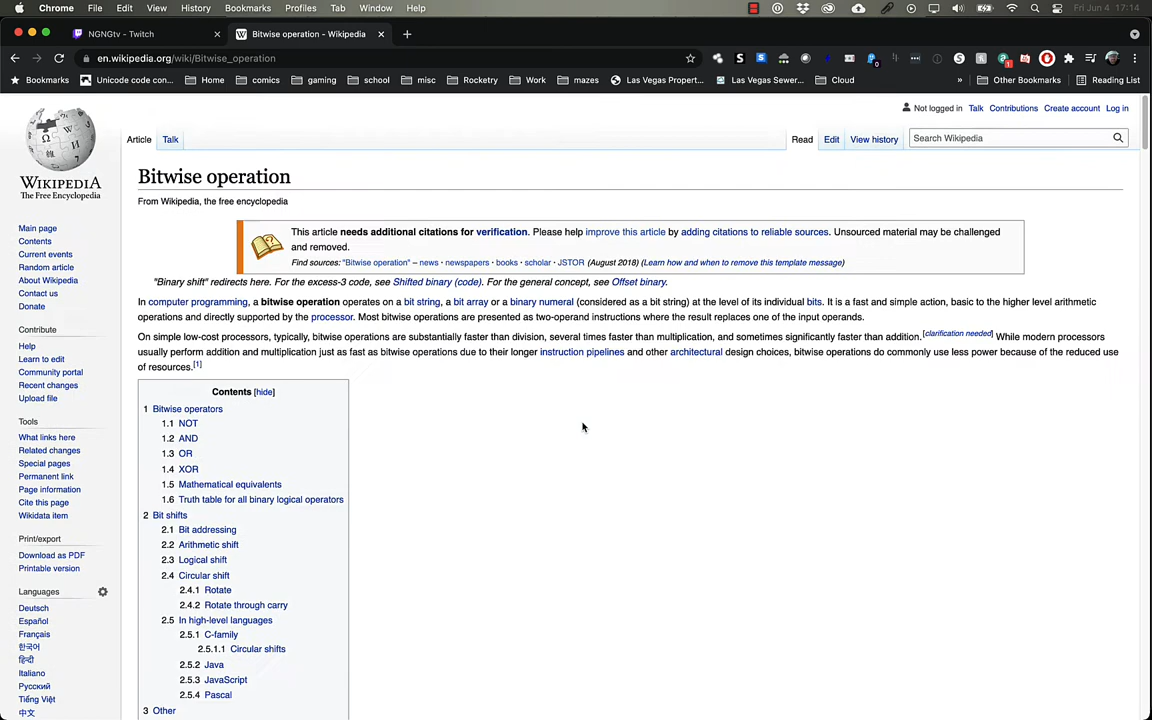 Chrome File Edit View History Bookmarks Profiles Tab Window Help Fri Jun 4 17:14
NGNGtv - Twitch
Bitwise operation - Wikipedia
en.wikipedia.org/wiki/Bitwise_operation
Bookmarks Unicode code con... Home comics gaming school misc Rocketry Work mazes Las Vegas Propert... Las Vegas Sewer... Cloud » Other Bookmarks Reading List
Not logged in Talk Contributions Create account Log in
Article Talk Read Edit View history Search Wikipedia
WIKIPEDIA
The Free Encyclopedia
Main page
Contents
Current events
Random article
About Wikipedia
Contact us
Donate
Contribute
Help
Learn to edit
Community portal
Recent changes
Upload file
Tools
What links here
Related changes
Special pages
Permanent link
Page information
Cite this page
Wikidata item
Print/export
Download as PDF
Printable version
Languages
Deutsch
Español
Français
한국어
हिन्दी
Italiano
Русский
Tiếng Việt
中文
Bitwise operation
From Wikipedia, the free encyclopedia
This article needs additional citations for verification. Please help improve this article by adding citations to reliable sources. Unsourced material may be challenged
and removed.
Find sources: "Bitwise operation" – news · newspapers · books · scholar · JSTOR (August 2018) (Learn how and when to remove this template message)
"Binary shift" redirects here. For the excess-3 code, see Shifted binary (code). For the general concept, see Offset binary.
In computer programming, a bitwise operation operates on a bit string, a bit array or a binary numeral (considered as a bit string) at the level of its individual bits. It is a fast and simple action, basic to the higher level arithmetic
operations and directly supported by the processor. Most bitwise operations are presented as two-operand instructions where the result replaces one of the input operands.
On simple low-cost processors, typically, bitwise operations are substantially faster than division, several times faster than multiplication, and sometimes significantly faster than addition.[clarification needed] While modern processors
usually perform addition and multiplication just as fast as bitwise operations due to their longer instruction pipelines and other architectural design choices, bitwise operations do commonly use less power because of the reduced use
of resources.[1]
Contents [hide]
1 Bitwise operators
1.1 NOT
1.2 AND
1.3 OR
1.4 XOR
1.5 Mathematical equivalents
1.6 Truth table for all binary logical operators
2 Bit shifts
2.1 Bit addressing
2.2 Arithmetic shift
2.3 Logical shift
2.4 Circular shift
2.4.1 Rotate
2.4.2 Rotate through carry
2.5 In high-level languages
2.5.1 C-family
2.5.1.1 Circular shifts
2.5.2 Java
2.5.3 JavaScript
2.5.4 Pascal
3 Other